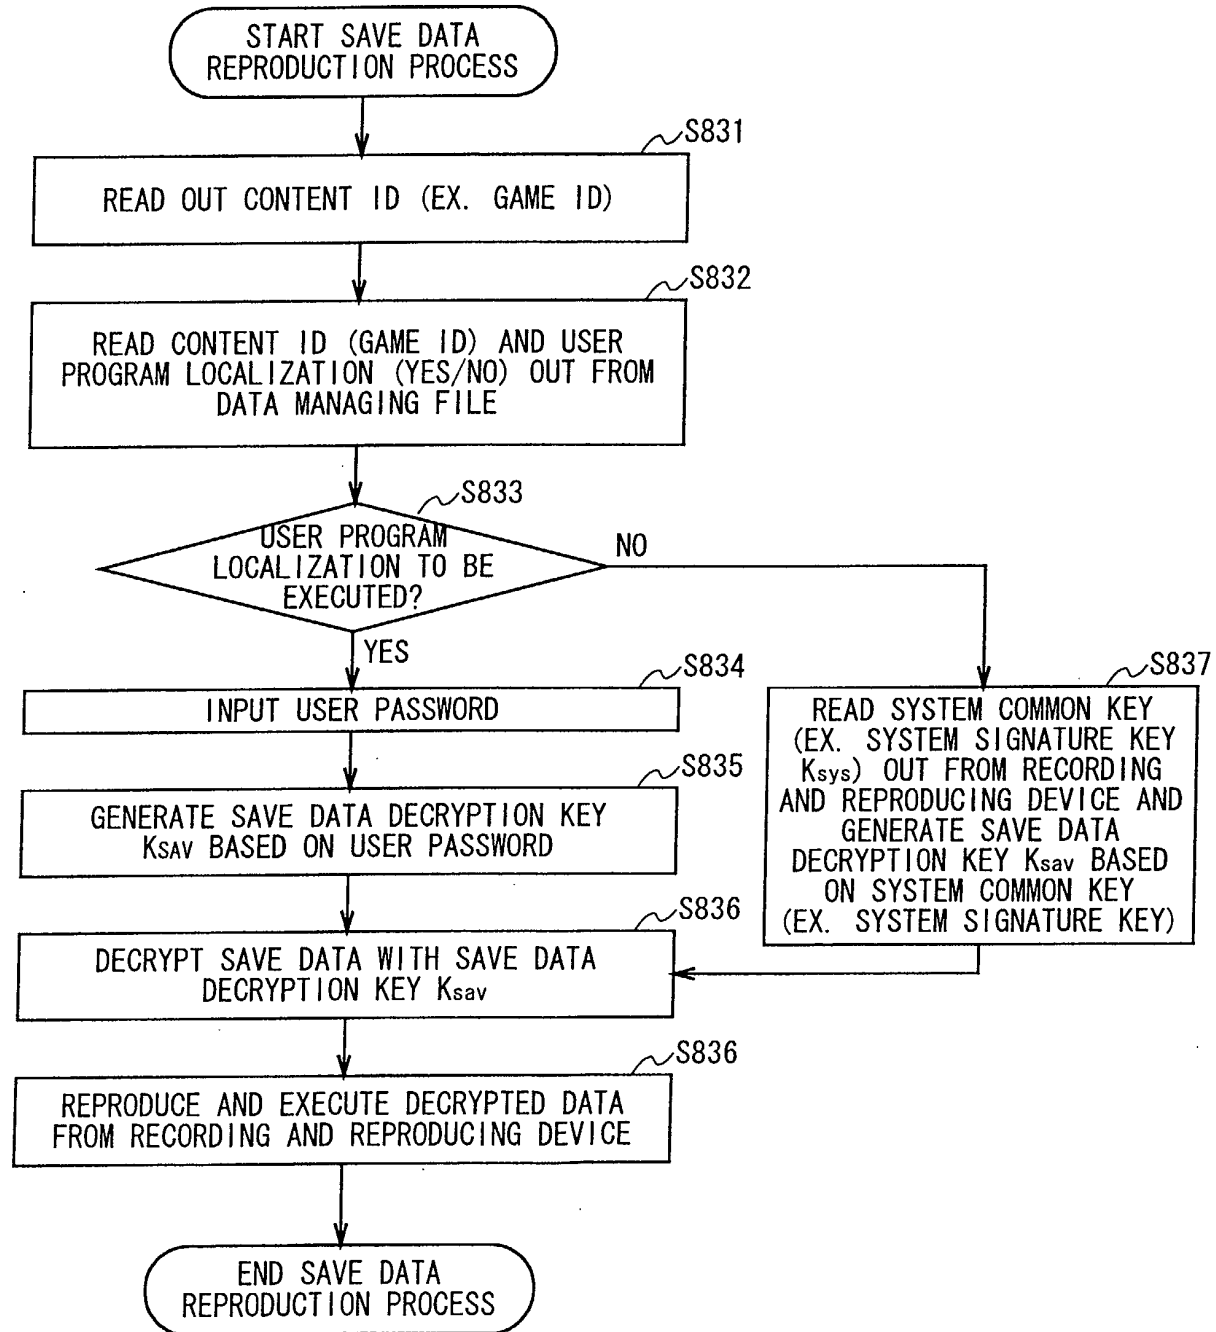 START SAVE DATA
REPRODUCTION PROCESS
S831
READ OUT CONTENT ID (EX. GAME ID)
S832
READ CONTENT ID (GAME ID) AND USER
PROGRAM LOCALIZATION (YES/NO) OUT FROM
DATA MANAGING FILE
S833
USER PROGRAM
LOCALIZATION TO BE
EXECUTED?
NO
YES
S834
INPUT USER PASSWORD
S835
GENERATE SAVE DATA DECRYPTION KEY
KSAV BASED ON USER PASSWORD
S837
READ SYSTEM COMMON KEY
(EX. SYSTEM SIGNATURE KEY
Ksys) OUT FROM RECORDING
AND REPRODUCING DEVICE AND
GENERATE SAVE DATA
DECRYPTION KEY Ksav BASED
ON SYSTEM COMMON KEY
(EX. SYSTEM SIGNATURE KEY)
S836
DECRYPT SAVE DATA WITH SAVE DATA
DECRYPTION KEY Ksav
S836
REPRODUCE AND EXECUTE DECRYPTED DATA
FROM RECORDING AND REPRODUCING DEVICE
END SAVE DATA
REPRODUCTION PROCESS